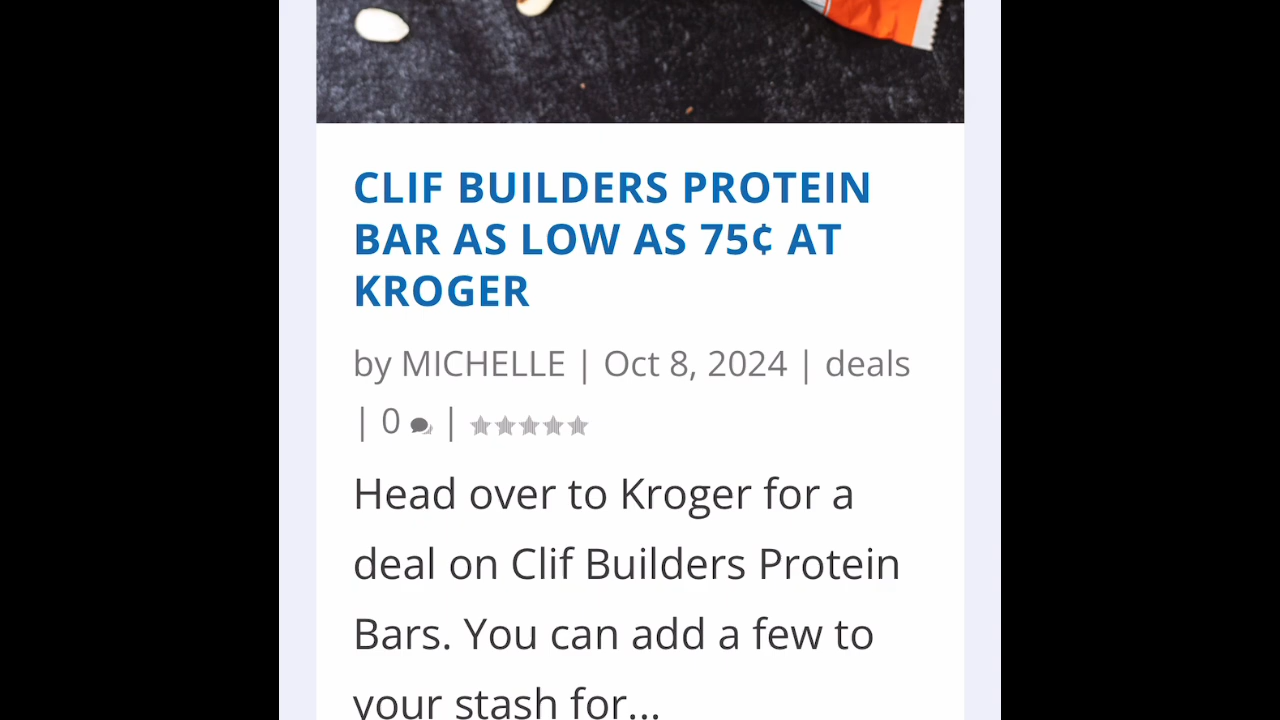 CLIF BUILDERS PROTEIN
BAR AS LOW AS 75¢ AT
KROGER
by MICHELLE | Oct 8, 2024 | deals
| 0 |
Head over to Kroger for a
deal on Clif Builders Protein
Bars. You can add a few to
your stash for...